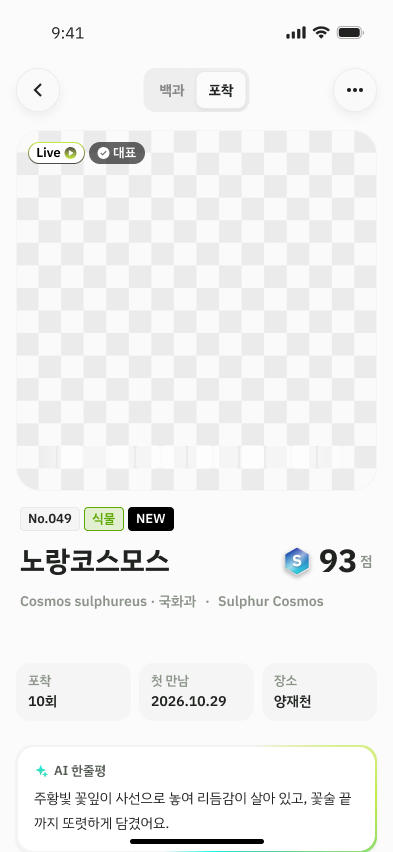 9:41
백과 포착
Live 대표
No.049 식물 NEW
노랑코스모스 S 93 점
Cosmos sulphureus · 국화과 · Sulphur Cosmos
포착 첫 만남 장소
10회 2026.10.29 양재천
AI 한줄평
주황빛 꽃잎이 사선으로 놓여 리듬감이 살아 있고, 꽃술 끝
까지 또렷하게 담겼어요.